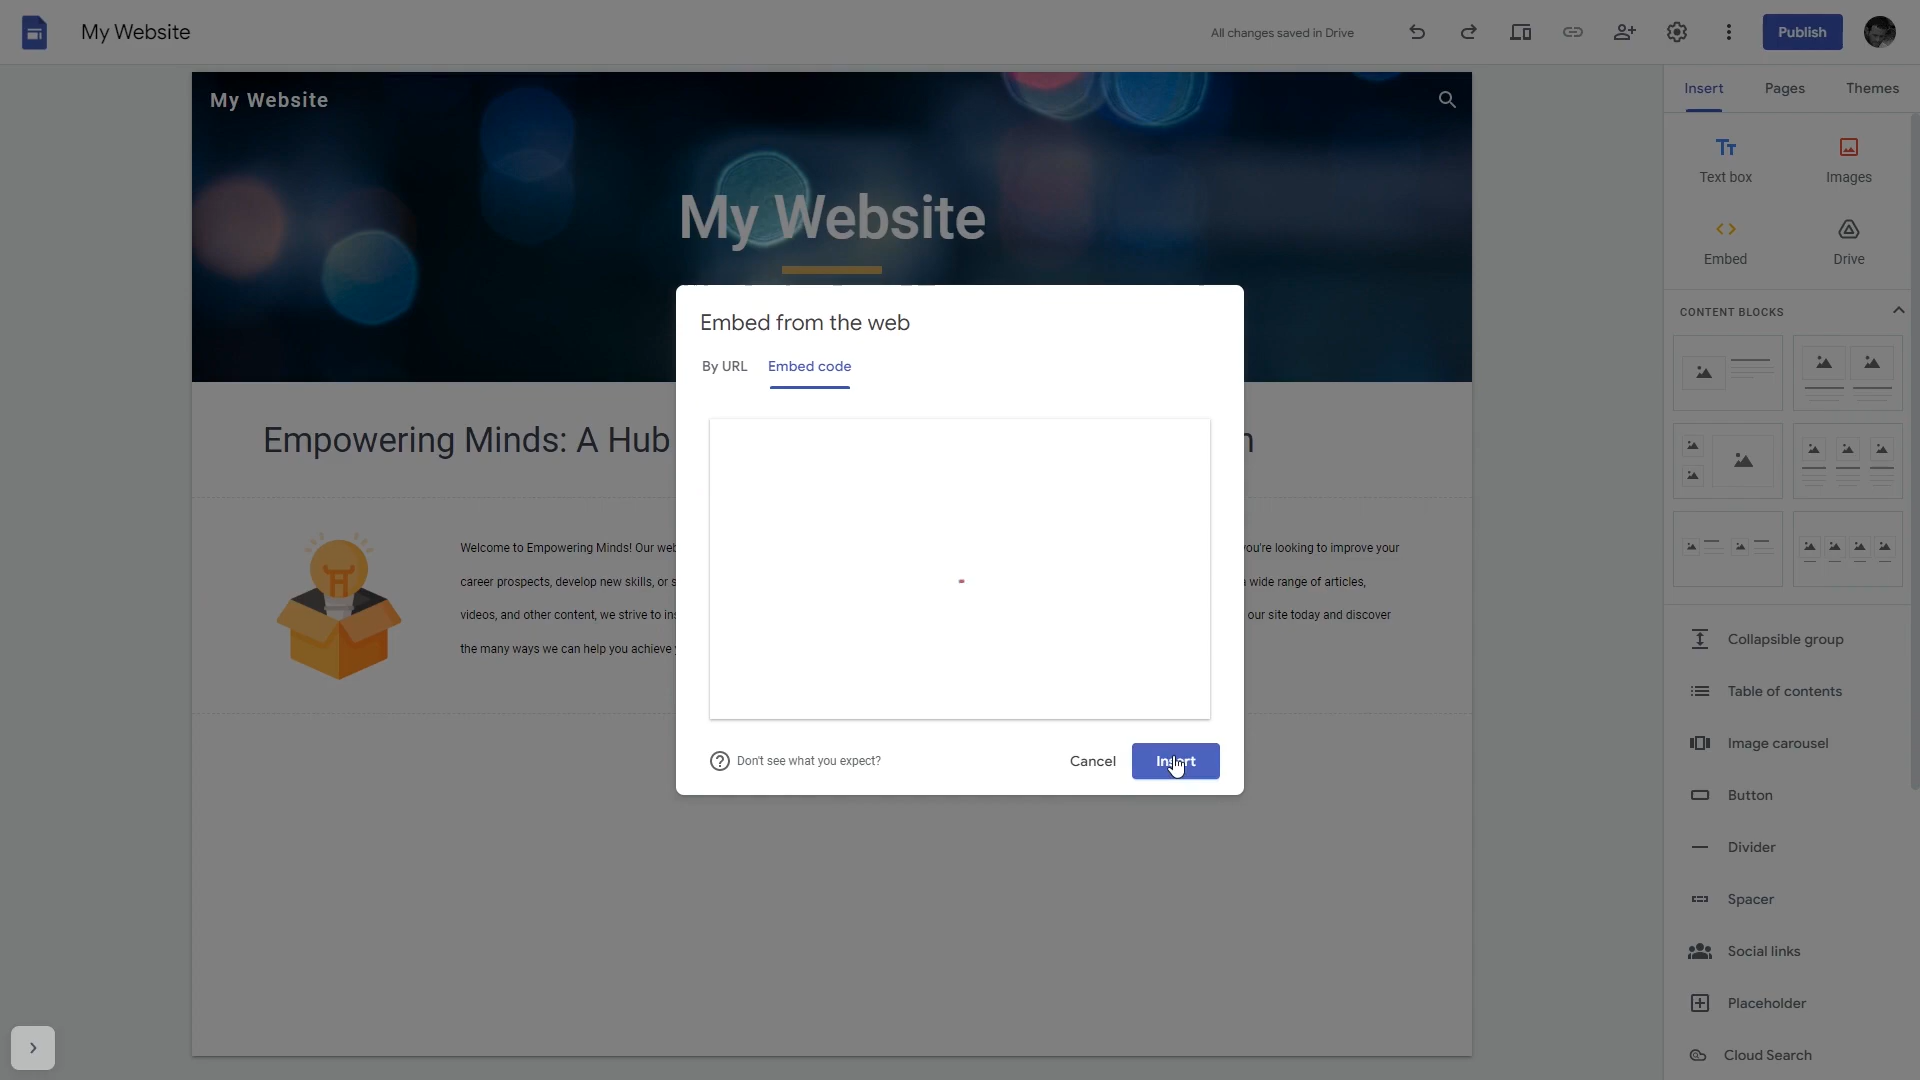 My Website
All changes saved in Drive
Publish
My Website
My Website
Insert
Pages
Themes
Text box
Images
Embed
Drive
CONTENT BLOCKS
Embed from the web
By URL
Embed code
Empowering Minds: A Hub
Welcome to Empowering Minds! Our
you're looking to improve your
career prospects, develop new skills, or
wide range of articles,
videos, and other content, we strive to
our site today and discover
the many ways we can help you achieve
Don't see what you expect?
Cancel
Insert
Collapsible group
Table of contents
Image carousel
Button
Divider
Spacer
Social links
Placeholder
Cloud Search